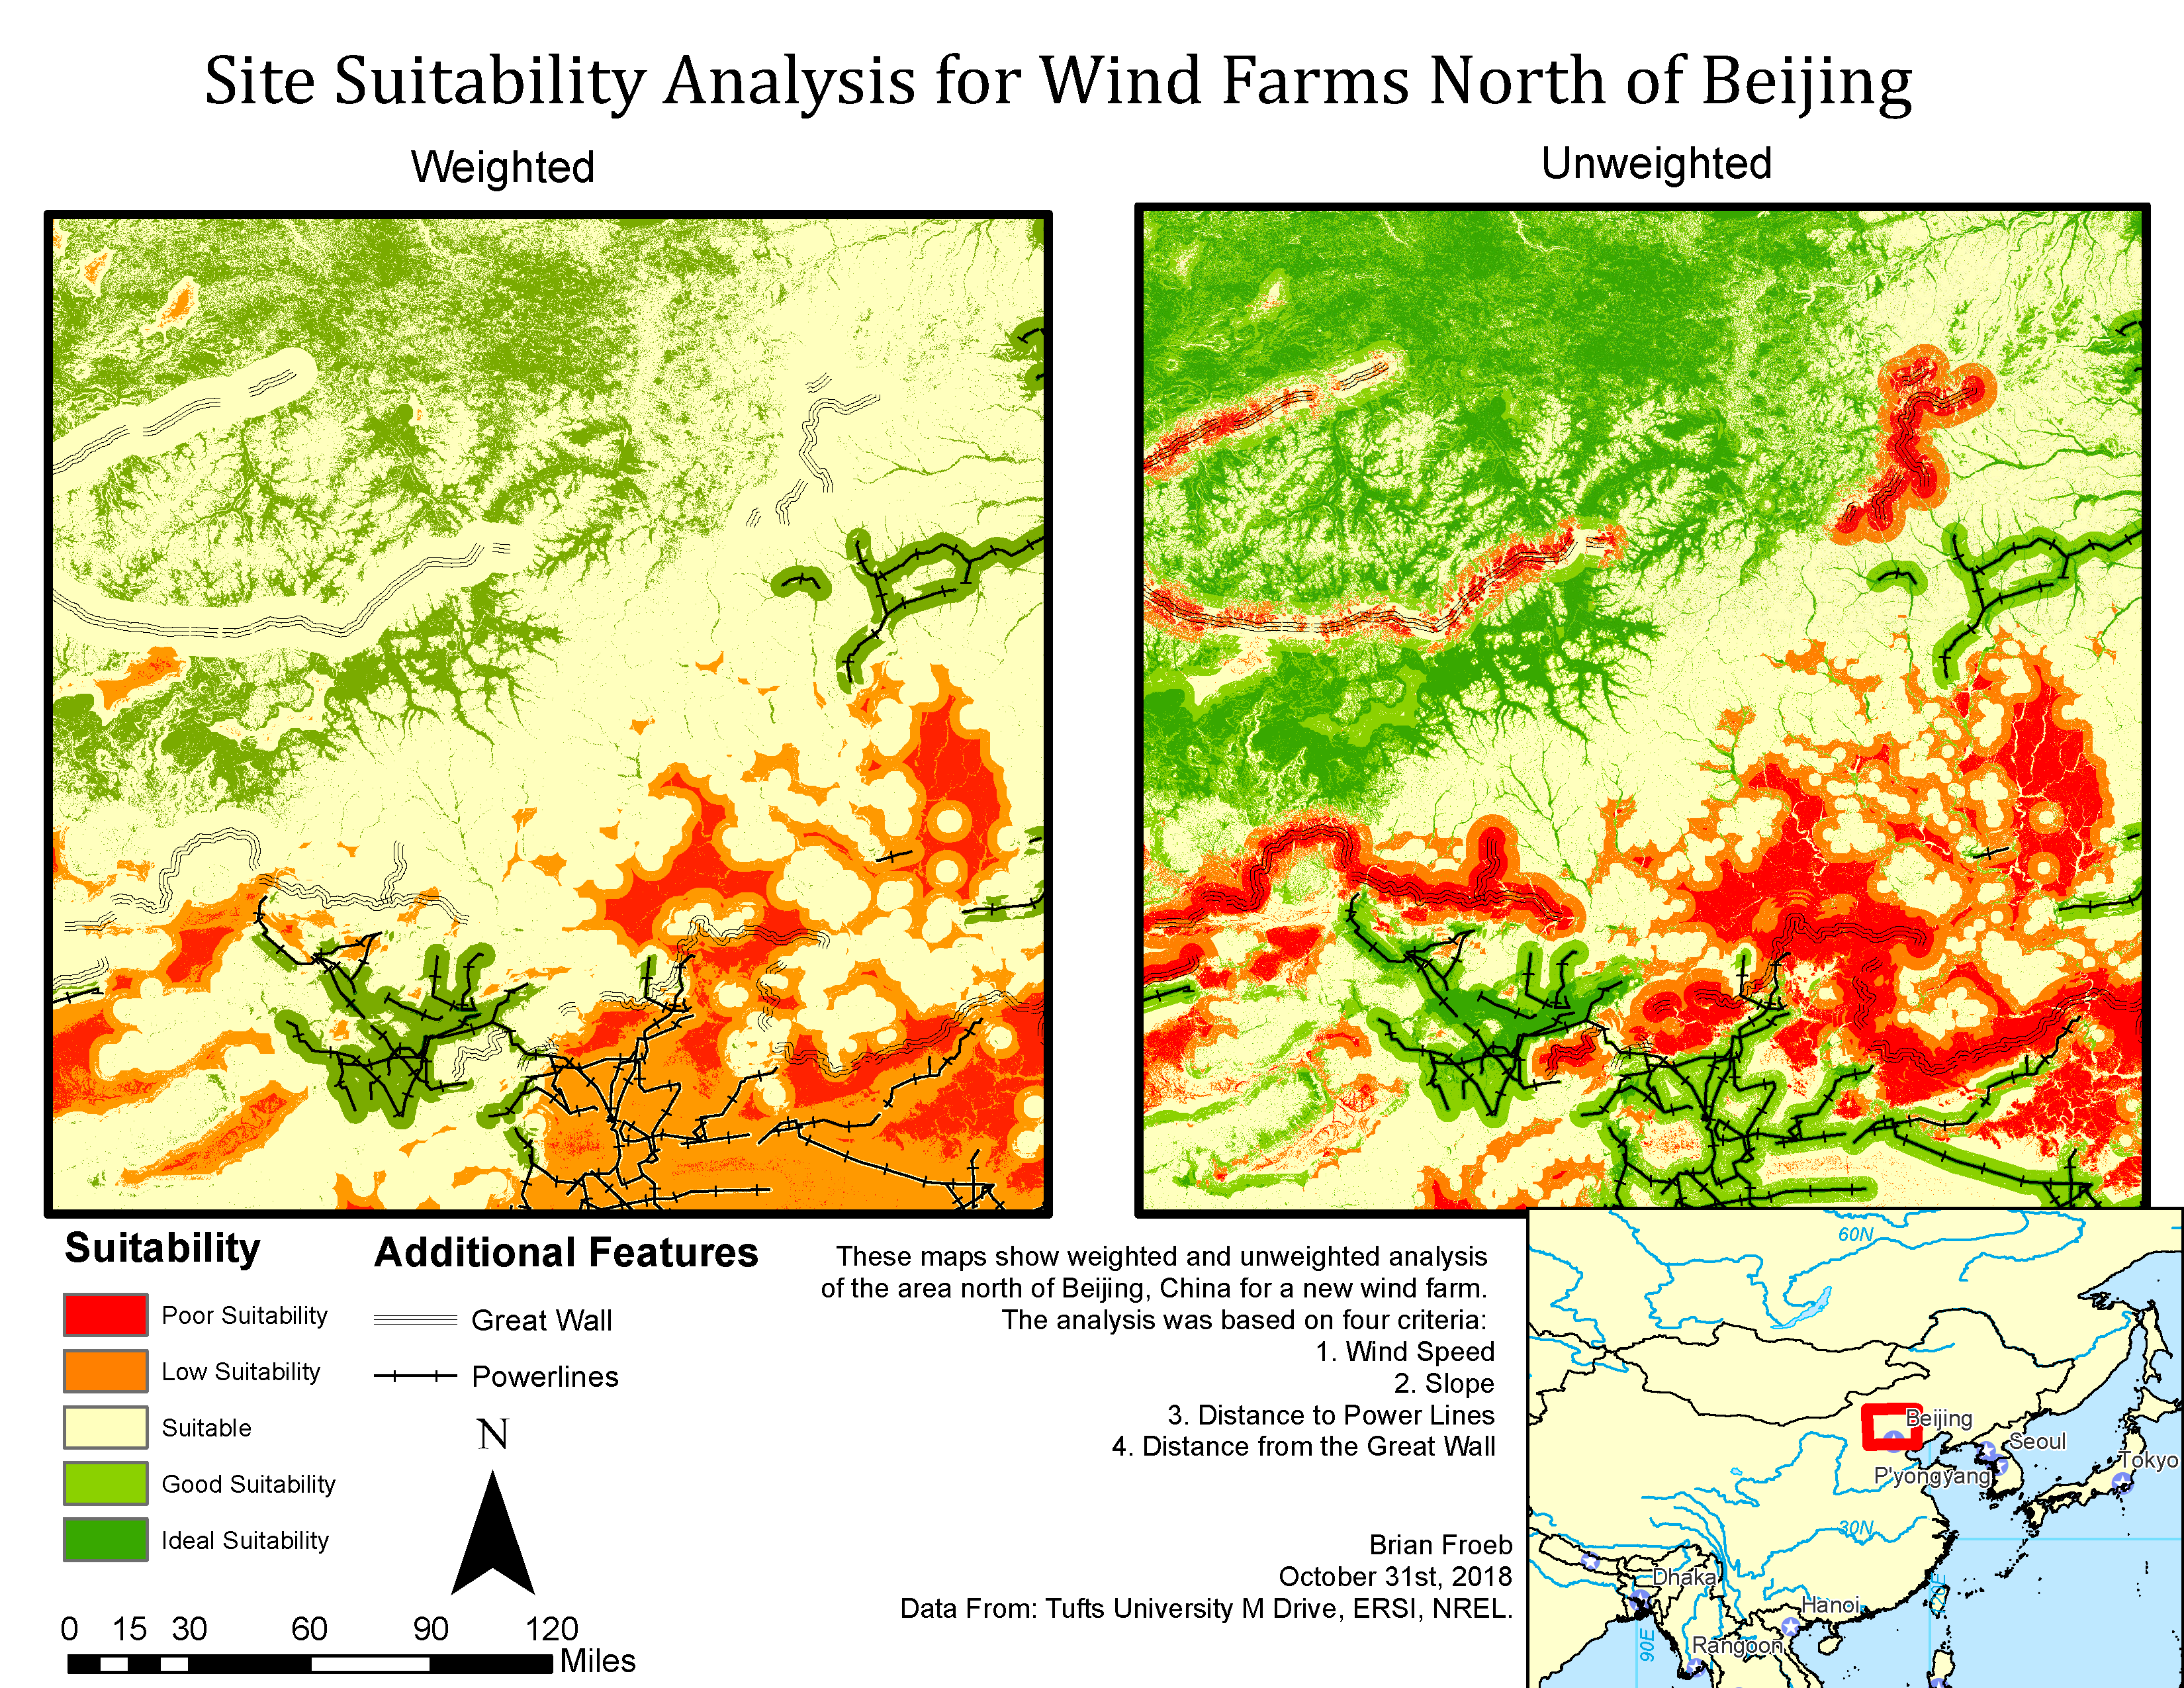 Site Suitability Analysis for Wind Farms North of Beijing
Weighted
Unweighted
Suitability
Poor Suitability
Low Suitability
Suitable
Good Suitability
Ideal Suitability
Additional Features
Great Wall
Powerlines
N
0 15 30 60 90 120
Miles
These maps show weighted and unweighted analysis
of the area north of Beijing, China for a new wind farm.
The analysis was based on four criteria:
1. Wind Speed
2. Slope
3. Distance to Power Lines
4. Distance from the Great Wall
Brian Froeb
October 31st, 2018
Data From: Tufts University M Drive, ERSI, NREL.
60N
Beijing
Seoul
Tokyo
P'yongyang
30N
Dhaka
120E
Hanoi
90E
Rangoon